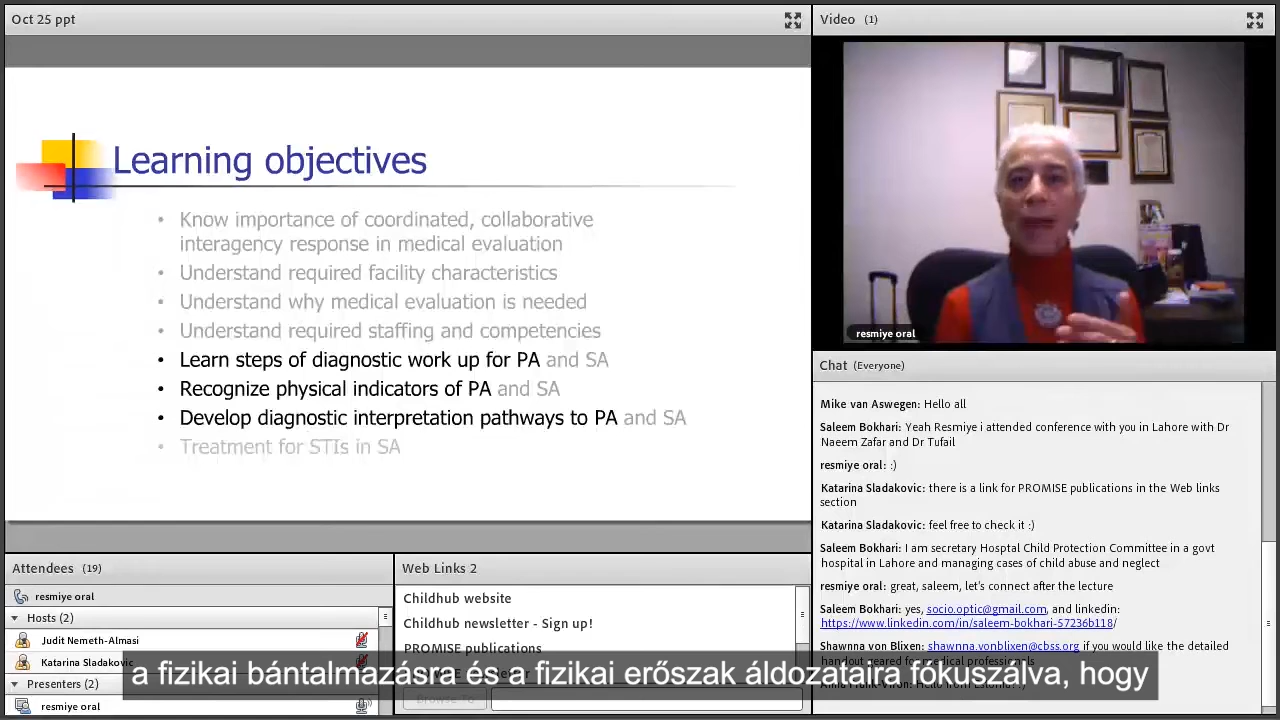 Oct 25 ppt
Learning objectives
• Know importance of coordinated, collaborative
interagency response in medical evaluation
• Understand required facility characteristics
• Understand why medical evaluation is needed
• Understand required staffing and competencies
• Learn steps of diagnostic work up for PA and SA
• Recognize physical indicators of PA and SA
• Develop diagnostic interpretation pathways to PA and SA
• Treatment for STIs in SA
Video (1)
resmiye oral
Chat (Everyone)
Mike van Aswegen: Hello all
Saleem Bokhari: Yeah Resmiye i attended conference with you in Lahore with Dr
Naeem Zafar and Dr Tufail
resmiye oral: :)
Katarina Sladakovic: there is a link for PROMISE publications in the Web links
section
Katarina Sladakovic: feel free to check it :)
Saleem Bokhari: I am secretary Hosptal Child Protection Committee in a govt
hospital in Lahore and managing cases of child abuse and neglect
resmiye oral: great, saleem, let's connect after the lecture
Saleem Bokhari: yes, socio.optic@gmail.com, and linkedin:
https://www.linkedin.com/in/saleem-bokhari-57236b118/
Shawnna von Blixen: shawnna.vonblixen@cbss.org if you would like the detailed
Attendees (19)
resmiye oral
Hosts (2)
Judit Nemeth-Almasi
Katarina Sladakovic
Presenters (2)
resmiye oral
Web Links 2
Childhub website
Childhub newsletter - Sign up!
PROMISE publications
Browse To
a fizikai bántalmazásra és a fizikai erőszak áldozataira fókuszálva, hogy